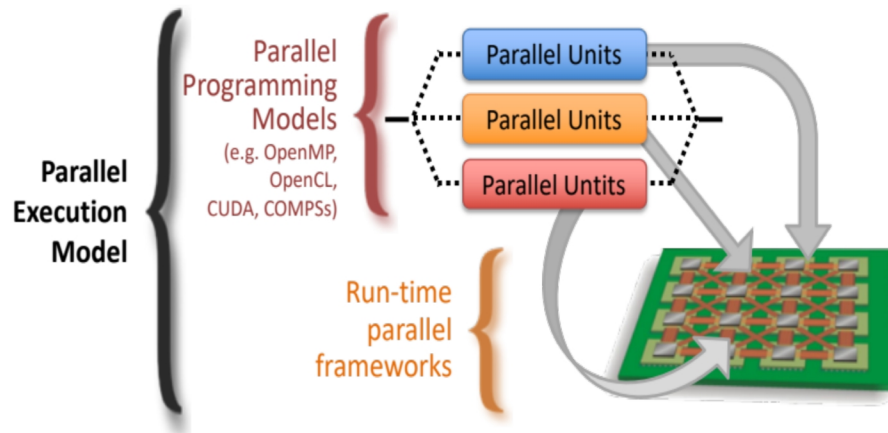 Parallel
Execution
Model
Parallel
Programming
Models
(e.g. OpenMP,
OpenCL,
CUDA, COMPSs)
Parallel Units
Parallel Units
Parallel Untits
Run-time
parallel
frameworks